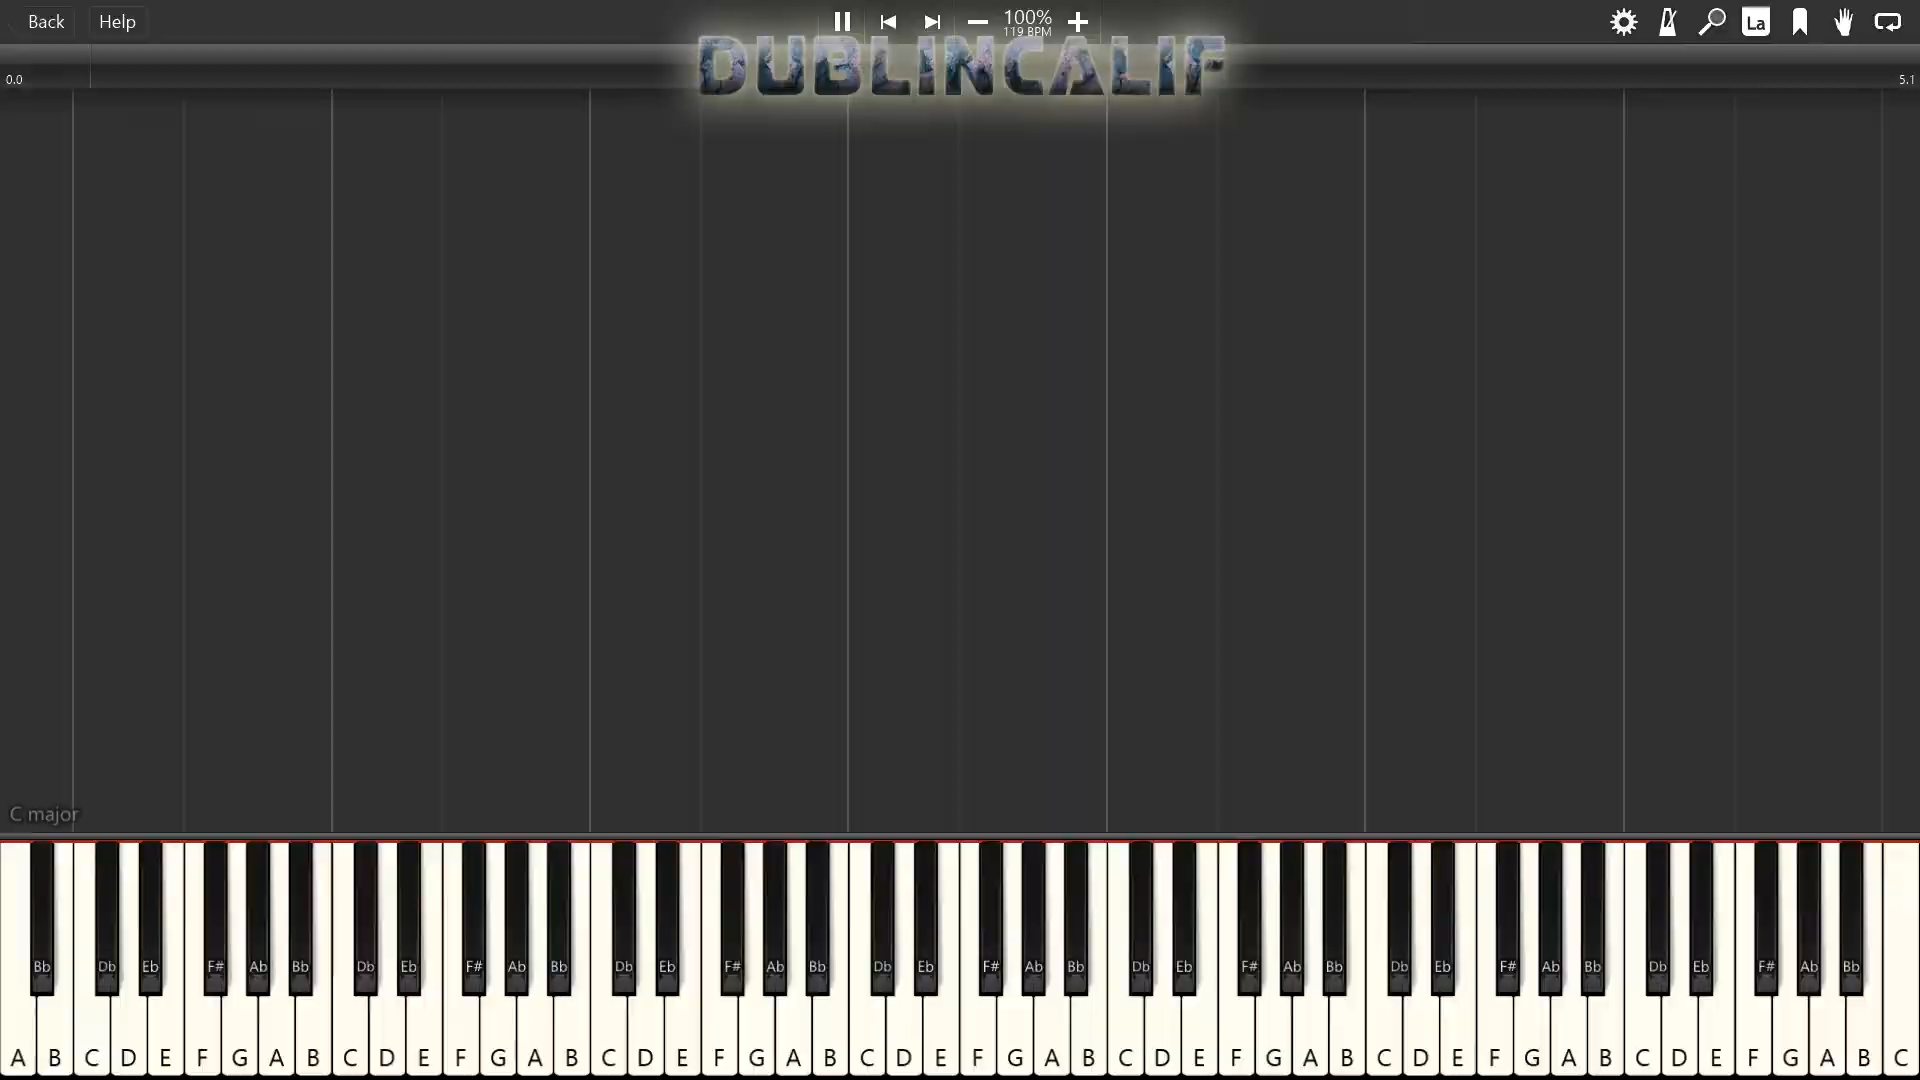 Back Help 100% La
119 BPM
DUBLINCALIF
0.0 5.1
C major
Bb Db Eb F# Ab Bb Db Eb F# Ab Bb Db Eb F# Ab Bb Db Eb F# Ab Bb Db Eb F# Ab Bb Db Eb F# Ab Bb Db Eb F# Ab Bb
A B C D E F G A B C D E F G A B C D E F G A B C D E F G A B C D E F G A B C D E F G A B C D E F G A B C